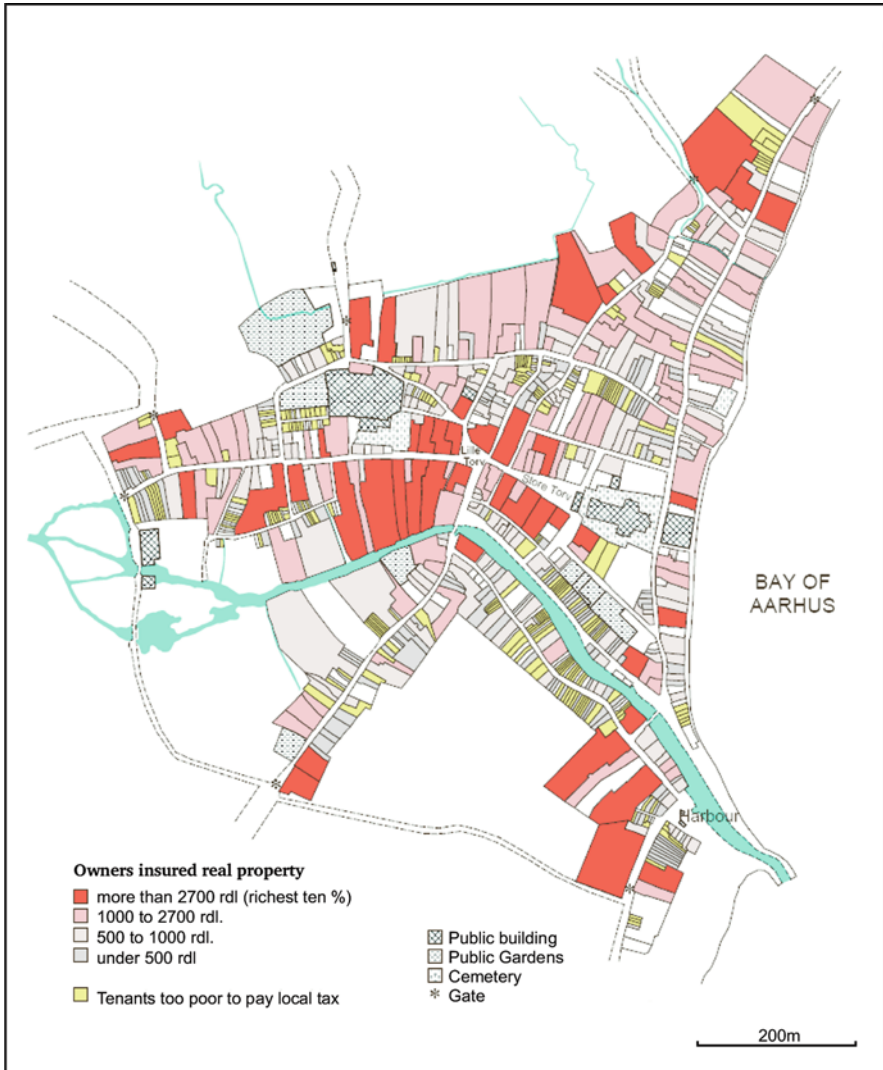 Lille
Torv
Store Torv
BAY OF
AARHUS
Harbour
Owners insured real property
more than 2700 rdl (richest ten %)
1000 to 2700 rdl.
500 to 1000 rdl.
under 500 rdl
Tenants too poor to pay local tax
Public building
Public Gardens
Cemetery
Gate
200m